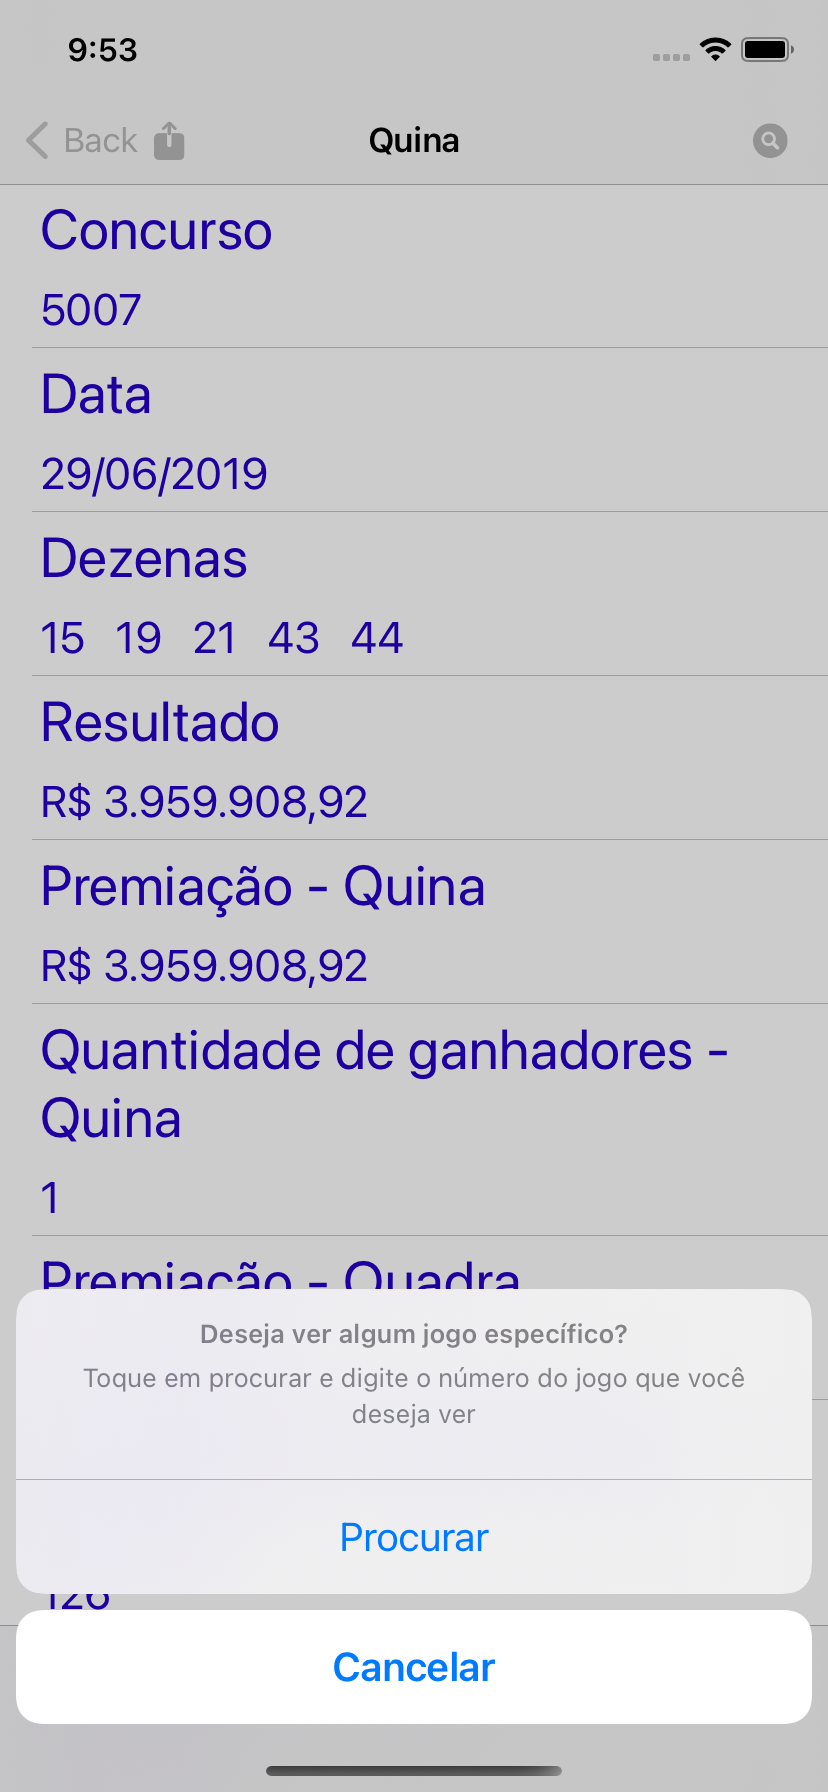 9:53
Back
Quina
Concurso
5007
Data
29/06/2019
Dezenas
15 19 21 43 44
Resultado
R$ 3.959.908,92
Premiação - Quina
R$ 3.959.908,92
Quantidade de ganhadores -
Quina
1
Premiação - Quadra
Deseja ver algum jogo específico?
Toque em procurar e digite o número do jogo que você
deseja ver
Procurar
126
Cancelar